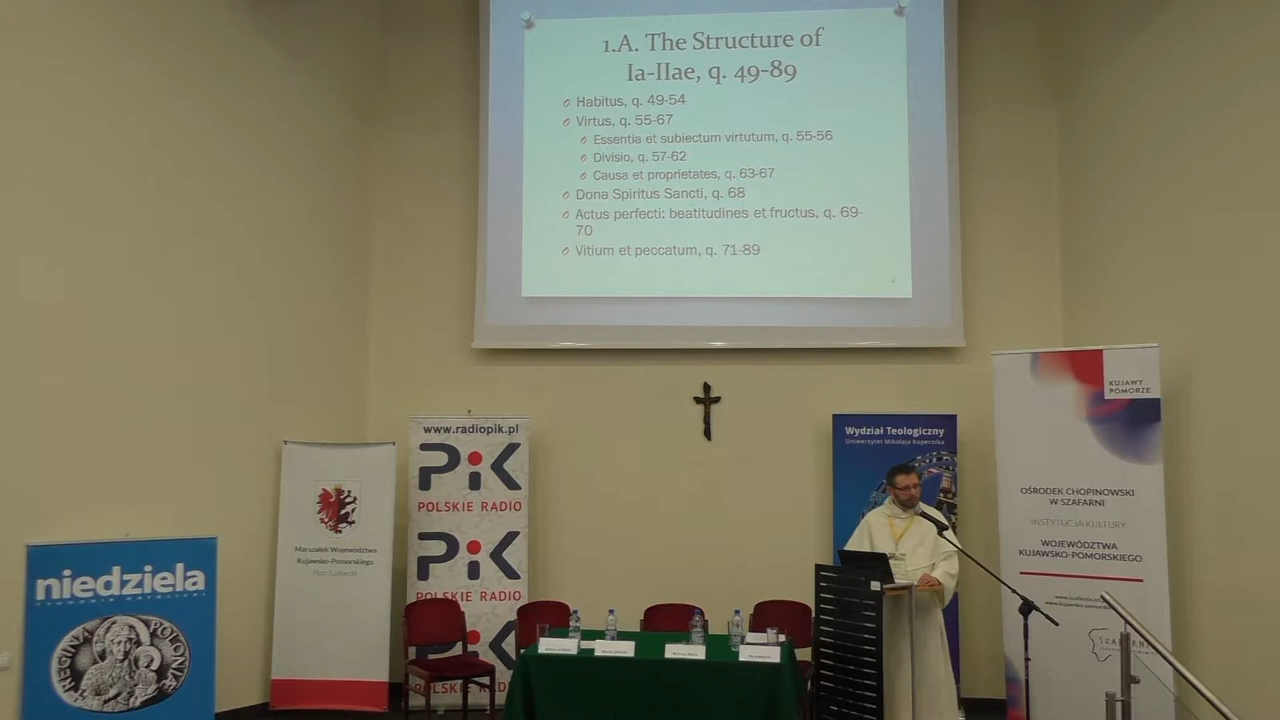 1.A. The Structure of
Ia-IIae, q. 49-89
Habitus, q. 49-54
Virtus, q. 55-67
Essentia et subiectum virtutum, q. 55-56
Divisio, q. 57-62
Causa et proprietates, q. 63-67
Dona Spiritus Sancti, q. 68
Actus perfecti: beatitudines et fructus, q. 69-
70
Vitium et peccatum, q. 71-89
niedziela
REGINA POLONIÆ
Marszałek Województwa
Kujawsko-Pomorskiego
www.radiopik.pl
PiK
POLSKIE RADIO
PiK
POLSKIE RADIO
POLSKIE RADIO
Wydział Teologiczny
Uniwersytet Mikołaja Kopernika
KUJAWY
POMORZE
OŚRODEK CHOPINOWSKI
W SZAFARNI
INSTYTUCJA KULTURY
WOJEWÓDZTWA
KUJAWSKO-POMORSKIEGO